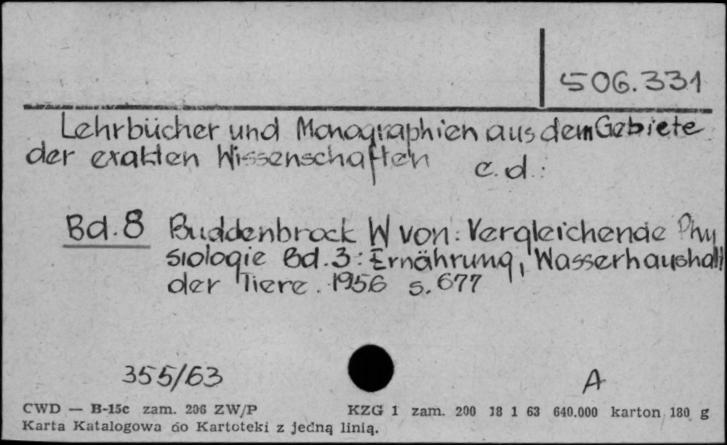 506.331
Lehrbücher und Monographien aus dem Gebiete
der exakten Wissenschaften c.d.:
Bd. 8 Buddenbrock W von: Vergleichende Phy
siologie Bd. 3: Ernährung, Wasserhaushalt
der Tiere. 1956 s. 677
355/63
A
CWD — B-15c zam. 206 ZW/P KZG 1 zam. 200 18 1 63 640.000 karton 180 g
Karta Katalogowa do Kartoteki z jedną linią.